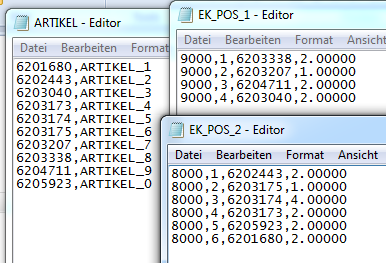 ARTIKEL - Editor
Datei Bearbeiten Format
6201680,ARTIKEL_1
6202443,ARTIKEL_2
6203040,ARTIKEL_3
6203173,ARTIKEL_4
6203174,ARTIKEL_5
6203175,ARTIKEL_6
6203207,ARTIKEL_7
6203338,ARTIKEL_8
6204711,ARTIKEL_9
6205923,ARTIKEL_0
EK_POS_1 - Editor
Datei Bearbeiten Format Ansicht
9000,1,6203338,2.00000
9000,2,6203207,1.00000
9000,3,6204711,2.00000
9000,4,6203040,2.00000
EK_POS_2 - Editor
Datei Bearbeiten Format Ansicht
8000,1,6202443,2.00000
8000,2,6203175,1.00000
8000,3,6203174,4.00000
8000,4,6203173,2.00000
8000,5,6205923,2.00000
8000,6,6201680,2.00000